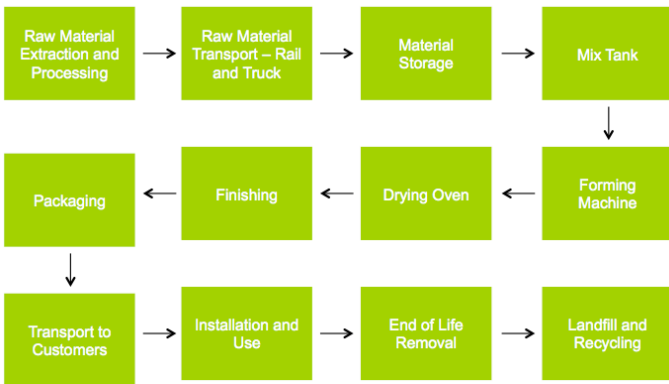 Raw Material
Extraction and
Processing
Raw Material
Transport – Rail
and Truck
Material
Storage
Mix Tank
Forming
Machine
Drying Oven
Finishing
Packaging
Transport to
Customers
Installation and
Use
End of Life
Removal
Landfill and
Recycling